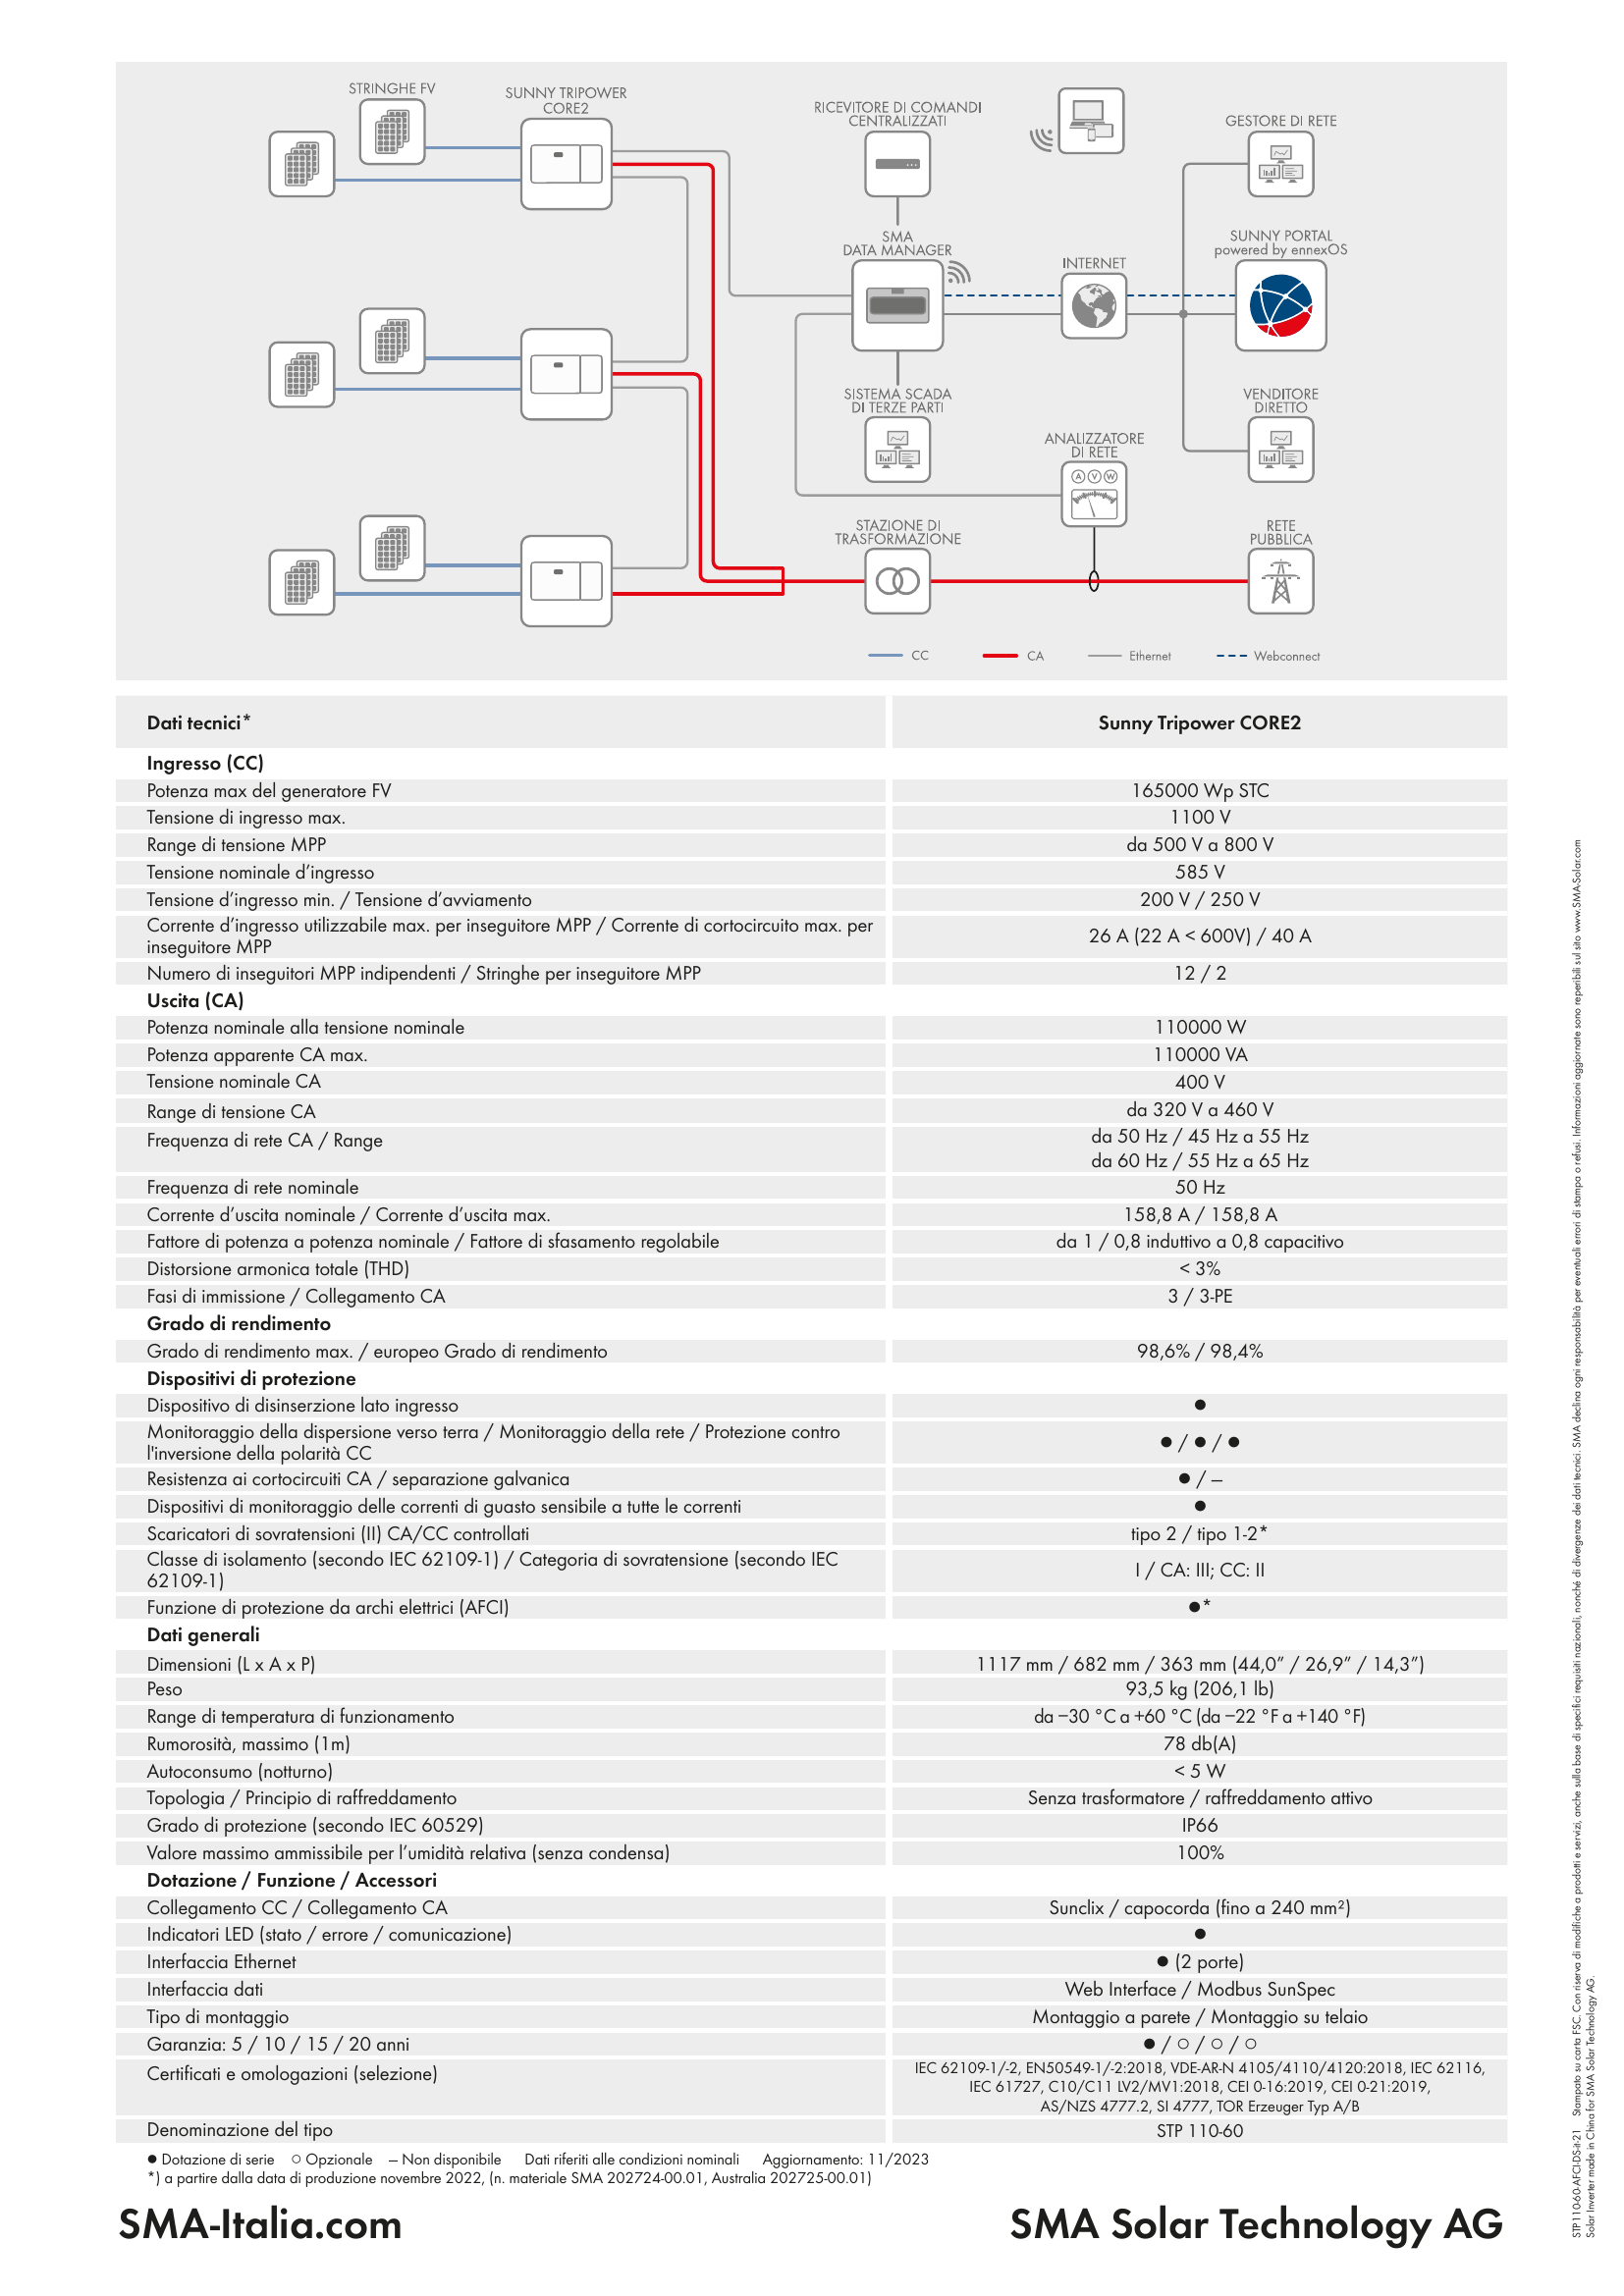 STRINGHE FV
SUNNY TRIPOWER
CORE2
RICEVITORE DI COMANDI
CENTRALIZZATI
GESTORE DI RETE
SMA
DATA MANAGER
INTERNET
SUNNY PORTAL
powered by ennexOS
SISTEMA SCADA
DI TERZE PARTI
VENDITORE
DIRETTO
ANALIZZATORE
DI RETE
A V W
STAZIONE DI
TRASFORMAZIONE
RETE
PUBBLICA
CC CA Ethernet Webconnect
Dati tecnici* Sunny Tripower CORE2
Ingresso (CC)
Potenza max del generatore FV 165000 Wp STC
Tensione di ingresso max. 1100 V
Range di tensione MPP da 500 V a 800 V
Tensione nominale d’ingresso 585 V
Tensione d’ingresso min. / Tensione d’avviamento 200 V / 250 V
Corrente d’ingresso utilizzabile max. per inseguitore MPP / Corrente di cortocircuito max. per
inseguitore MPP 26 A (22 A < 600V) / 40 A
Numero di inseguitori MPP indipendenti / Stringhe per inseguitore MPP 12 / 2
Uscita (CA)
Potenza nominale alla tensione nominale 110000 W
Potenza apparente CA max. 110000 VA
Tensione nominale CA 400 V
Range di tensione CA da 320 V a 460 V
Frequenza di rete CA / Range da 50 Hz / 45 Hz a 55 Hz
da 60 Hz / 55 Hz a 65 Hz
Frequenza di rete nominale 50 Hz
Corrente d’uscita nominale / Corrente d’uscita max. 158,8 A / 158,8 A
Fattore di potenza a potenza nominale / Fattore di sfasamento regolabile da 1 / 0,8 induttivo a 0,8 capacitivo
Distorsione armonica totale (THD) < 3%
Fasi di immissione / Collegamento CA 3 / 3-PE
Grado di rendimento
Grado di rendimento max. / europeo Grado di rendimento 98,6% / 98,4%
Dispositivi di protezione
Dispositivo di disinserzione lato ingresso ●
Monitoraggio della dispersione verso terra / Monitoraggio della rete / Protezione contro
l'inversione della polarità CC ● / ● / ●
Resistenza ai cortocircuiti CA / separazione galvanica ● / —
Dispositivi di monitoraggio delle correnti di guasto sensibile a tutte le correnti ●
Scaricatori di sovratensioni (II) CA/CC controllati tipo 2 / tipo 1-2*
Classe di isolamento (secondo IEC 62109-1) / Categoria di sovratensione (secondo IEC
62109-1) I / CA: III; CC: II
Funzione di protezione da archi elettrici (AFCI) ●*
Dati generali
Dimensioni (L x A x P) 1117 mm / 682 mm / 363 mm (44,0” / 26,9” / 14,3”)
Peso 93,5 kg (206,1 lb)
Range di temperatura di funzionamento da −30 °C a +60 °C (da −22 °F a +140 °F)
Rumorosità, massimo (1m) 78 db(A)
Autoconsumo (notturno) < 5 W
Topologia / Principio di raffreddamento Senza trasformatore / raffreddamento attivo
Grado di protezione (secondo IEC 60529) IP66
Valore massimo ammissibile per l’umidità relativa (senza condensa) 100%
Dotazione / Funzione / Accessori
Collegamento CC / Collegamento CA Sunclix / capocorda (fino a 240 mm²)
Indicatori LED (stato / errore / comunicazione) ●
Interfaccia Ethernet ● (2 porte)
Interfaccia dati Web Interface / Modbus SunSpec
Tipo di montaggio Montaggio a parete / Montaggio su telaio
Garanzia: 5 / 10 / 15 / 20 anni ● / ○ / ○ / ○
Certificati e omologazioni (selezione) IEC 62109-1/-2, EN50549-1/-2:2018, VDE-AR-N 4105/4110/4120:2018, IEC 62116,
IEC 61727, C10/C11 LV2/MV1:2018, CEI 0-16:2019, CEI 0-21:2019,
AS/NZS 4777.2, SI 4777, TOR Erzeuger Typ A/B
Denominazione del tipo STP 110-60
● Dotazione di serie ○ Opzionale — Non disponibile Dati riferiti alle condizioni nominali Aggiornamento: 11/2023
*) a partire dalla data di produzione novembre 2022, (n. materiale SMA 202724-00.01, Australia 202725-00.01)
SMA-Italia.com SMA Solar Technology AG
STP110-60-AFCI-DS-it-21 Stampato su carta FSC. Con riserva di modifiche a prodotti e servizi, anche sulla base di specifici requisiti nazionali, nonché di divergenze dei dati tecnici. SMA declina ogni responsabilità per eventuali errori di stampa o refusi. Informazioni aggiornate sono reperibili sul sito www.SMA-Solar.com
Solar Inverter made in China for SMA Solar Technology AG.